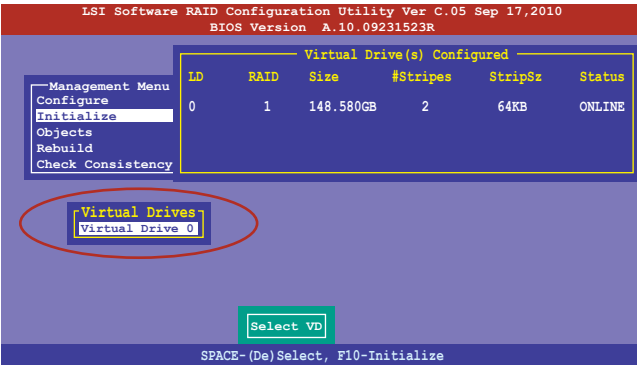 LSI Software RAID Configuration Utility Ver C.05 Sep 17,2010
BIOS Version A.10.09231523R
Virtual Drive(s) Configured
LD RAID Size #Stripes StripSz Status
0 1 148.580GB 2 64KB ONLINE
Management Menu
Configure
Initialize
Objects
Rebuild
Check Consistency
Virtual Drives
Virtual Drive 0
Select VD
SPACE-(De)Select, F10-Initialize